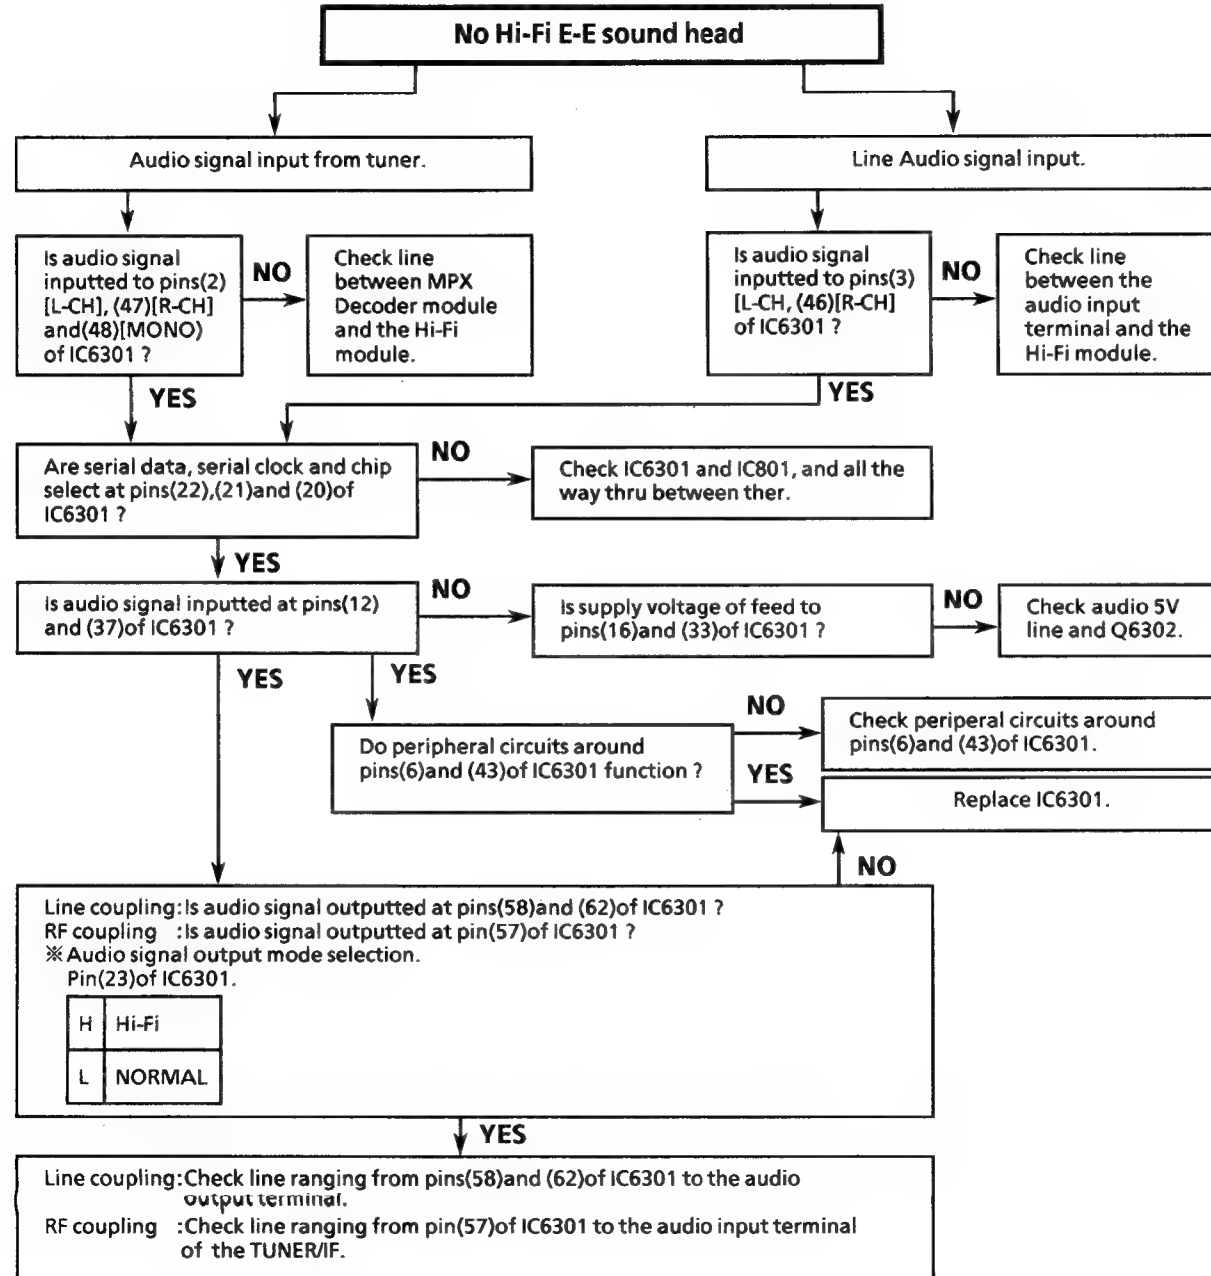 No Hi-Fi E-E sound head
Audio signal input from tuner.
Line Audio signal input.
Is audio signal
inputted to pins(2)
[L-CH], (47)[R-CH]
and(48)[MONO)
of IC6301 ?
NO
Check line
between MPX
Decoder module
and the Hi-Fi
module.
Is audio signal
inputted to pins(3)
[L-CH, (46)[R-CH]
of IC6301 ?
NO
Check line
between the
audio input
terminal and the
Hi-Fi module.
YES
YES
Are serial data, serial clock and chip
select at pins(22),(21)and (20)of
IC6301 ?
NO
Check IC6301 and IC801, and all the
way thru between ther.
YES
Is audio signal inputted at pins(12)
and (37)of IC6301 ?
NO
Is supply voltage of feed to
pins(16)and (33)of IC6301 ?
NO
Check audio 5V
line and Q6302.
YES
YES
Do peripheral circuits around
pins(6)and (43)of IC6301 function ?
NO
Check periperal circuits around
pins(6)and (43)of IC6301.
YES
Replace IC6301.
NO
Line coupling:Is audio signal outputted at pins(58)and (62)of IC6301 ?
RF coupling :Is audio signal outputted at pin(57)of IC6301 ?
※Audio signal output mode selection.
Pin(23)of IC6301.
H Hi-Fi
L NORMAL
YES
Line coupling:Check line ranging from pins(58)and (62)of IC6301 to the audio
output terminal.
RF coupling :Check line ranging from pin(57)of IC6301 to the audio input terminal
of the TUNER/IF.